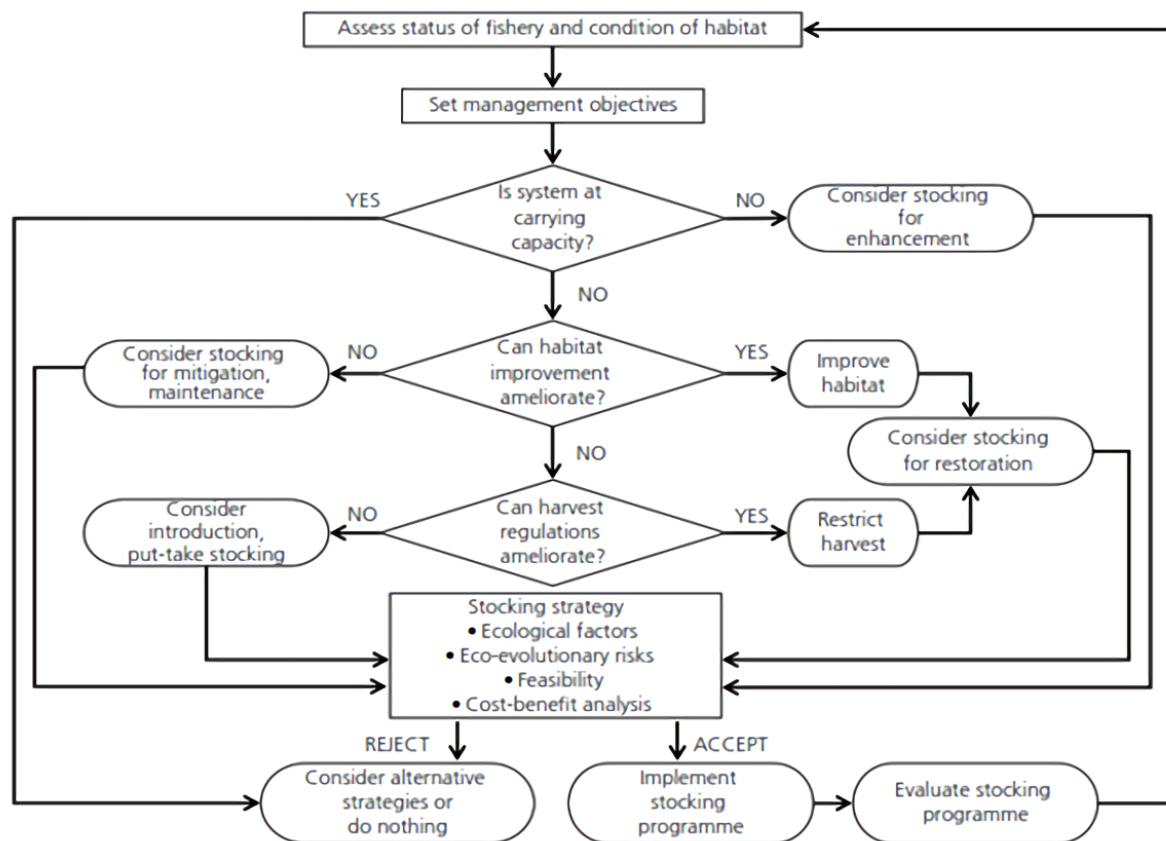 Assess status of fishery and condition of habitat
Set management objectives
YES
Is system at
carrying
capacity?
NO
Consider stocking
for
enhancement
NO
Consider stocking
for mitigation,
maintenance
NO
Can habitat
improvement
ameliorate?
YES
Improve
habitat
Consider stocking
for restoration
NO
Consider
introduction,
put-take stocking
NO
Can harvest
regulations
ameliorate?
YES
Restrict
harvest
Stocking strategy
• Ecological factors
• Eco-evolutionary risks
• Feasibility
• Cost-benefit analysis
REJECT
ACCEPT
Consider alternative
strategies or
do nothing
Implement
stocking
programme
Evaluate stocking
programme